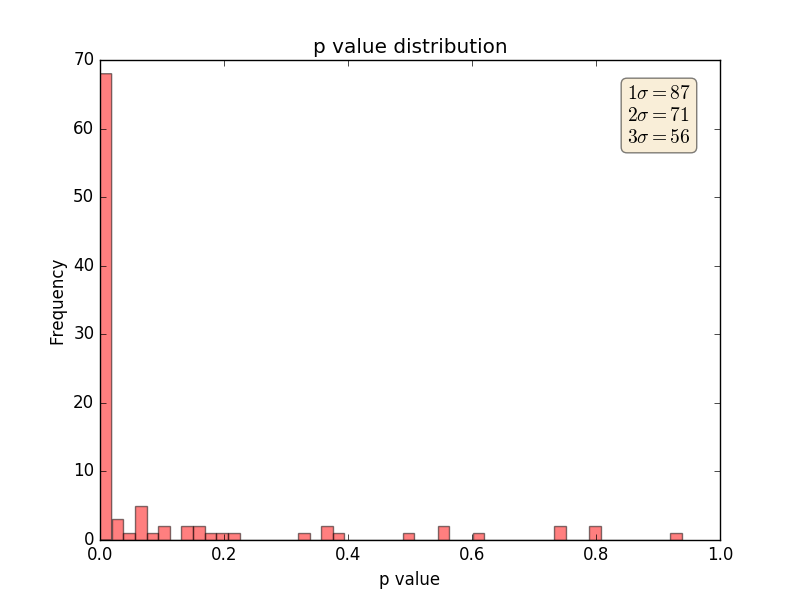 p value distribution
70
60
50
40
30
20
10
0
Frequency
1σ = 87
2σ = 71
3σ = 56
0.0 0.2 0.4 0.6 0.8 1.0
p value